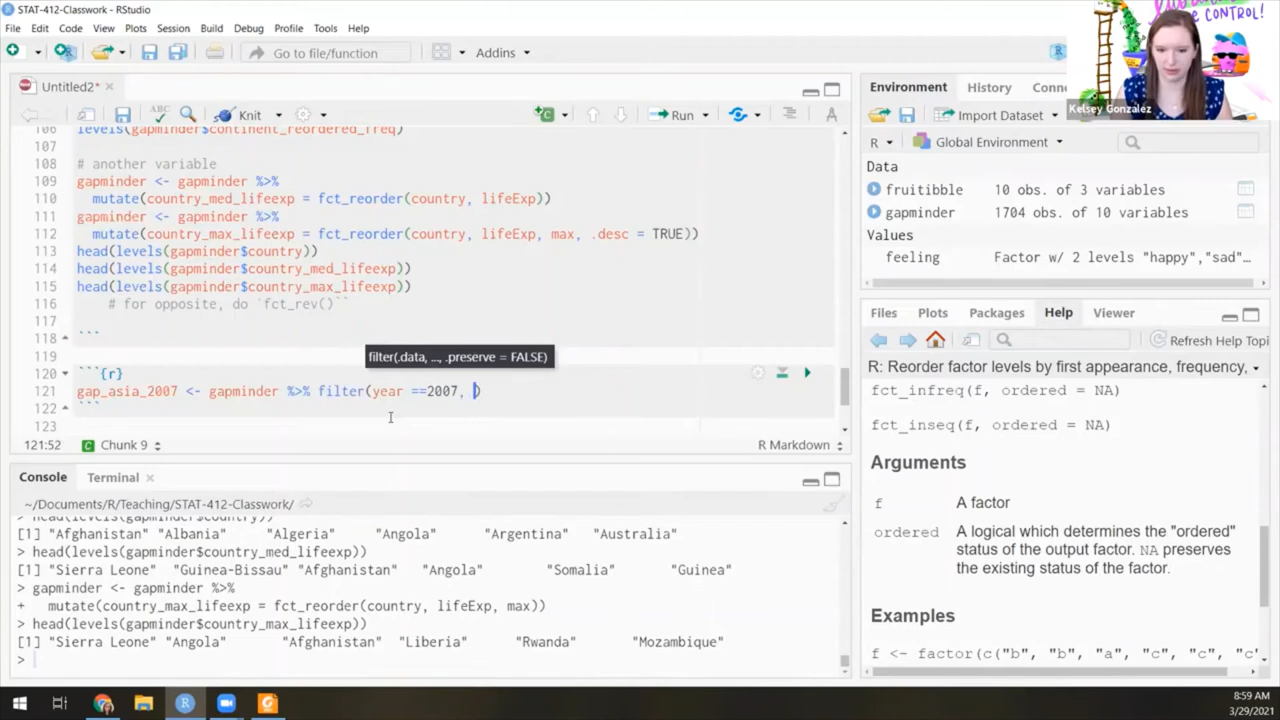 STAT-412-Classwork - RStudio
File Edit Code View Plots Session Build Debug Profile Tools Help
Go to file/function
Addins
CONTROL!
Kelsey Gonzalez
Untitled2*
Knit
Run
levels(gapminder$continent_reordered_freq)
107
108 # another variable
109 gapminder <- gapminder %>%
110 mutate(country_med_lifeexp = fct_reorder(country, lifeExp))
111 gapminder <- gapminder %>%
112 mutate(country_max_lifeexp = fct_reorder(country, lifeExp, max, .desc = TRUE))
113 head(levels(gapminder$country))
114 head(levels(gapminder$country_med_lifeexp))
115 head(levels(gapminder$country_max_lifeexp))
116 # for opposite, do `fct_rev()``
117
118 ```
119
filter(.data, ..., .preserve = FALSE)
120 ```{r}
121 gap_asia_2007 <- gapminder %>% filter(year ==2007, )
122 ```
123
121:52 Chunk 9 R Markdown
Console Terminal
~/Documents/R/Teaching/STAT-412-Classwork/
> head(levels(gapminder$country))
[1] "Afghanistan" "Albania" "Algeria" "Angola" "Argentina" "Australia"
> head(levels(gapminder$country_med_lifeexp))
[1] "Sierra Leone" "Guinea-Bissau" "Afghanistan" "Angola" "Somalia" "Guinea"
> gapminder <- gapminder %>%
+ mutate(country_max_lifeexp = fct_reorder(country, lifeExp, max))
> head(levels(gapminder$country_max_lifeexp))
[1] "Sierra Leone" "Angola" "Afghanistan" "Liberia" "Rwanda" "Mozambique"
>
Environment History Conn
Import Dataset
R Global Environment
Data
fruitibble 10 obs. of 3 variables
gapminder 1704 obs. of 10 variables
Values
feeling Factor w/ 2 levels "happy","sad"…
Files Plots Packages Help Viewer
Refresh Help Topi
R: Reorder factor levels by first appearance, frequency,
fct_infreq(f, ordered = NA)
fct_inseq(f, ordered = NA)
Arguments
f A factor
ordered A logical which determines the "ordered"
status of the output factor. NA preserves
the existing status of the factor.
Examples
f <- factor(c("b", "b", "a", "c", "c", "c"
8:59 AM
3/29/2021